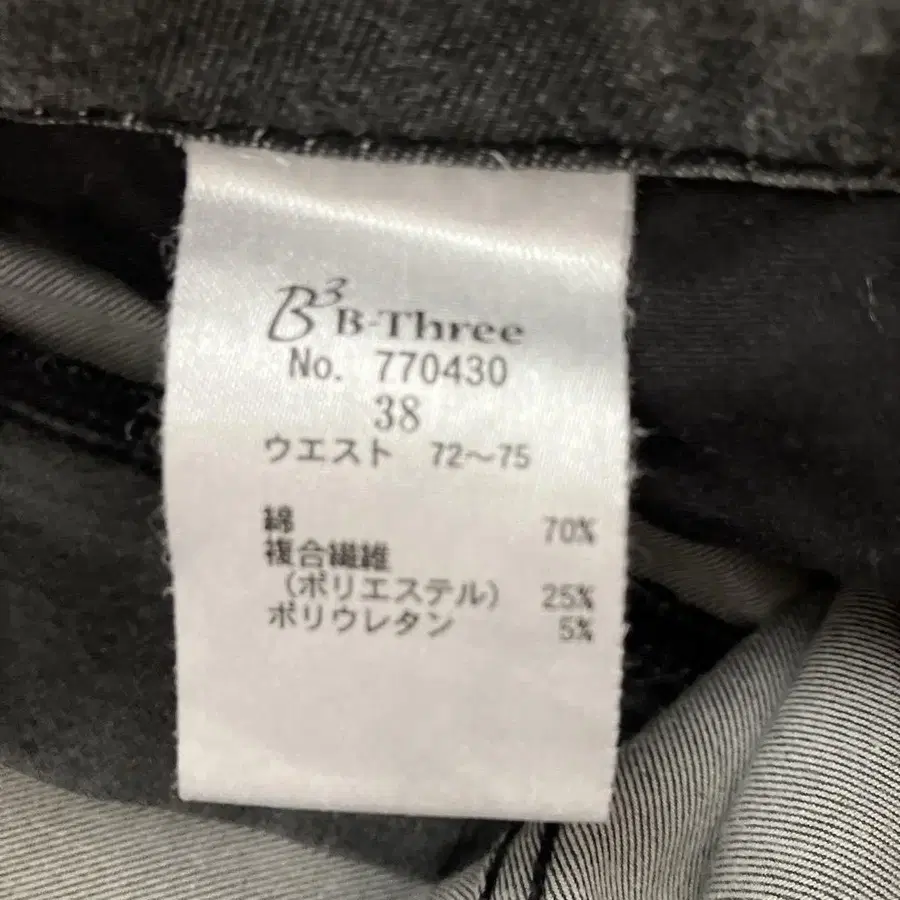 B3 B-Three
No. 770430
38
ウエスト 72～75
綿 70%
複合繊維
（ポリエステル） 25%
ポリウレタン 5%